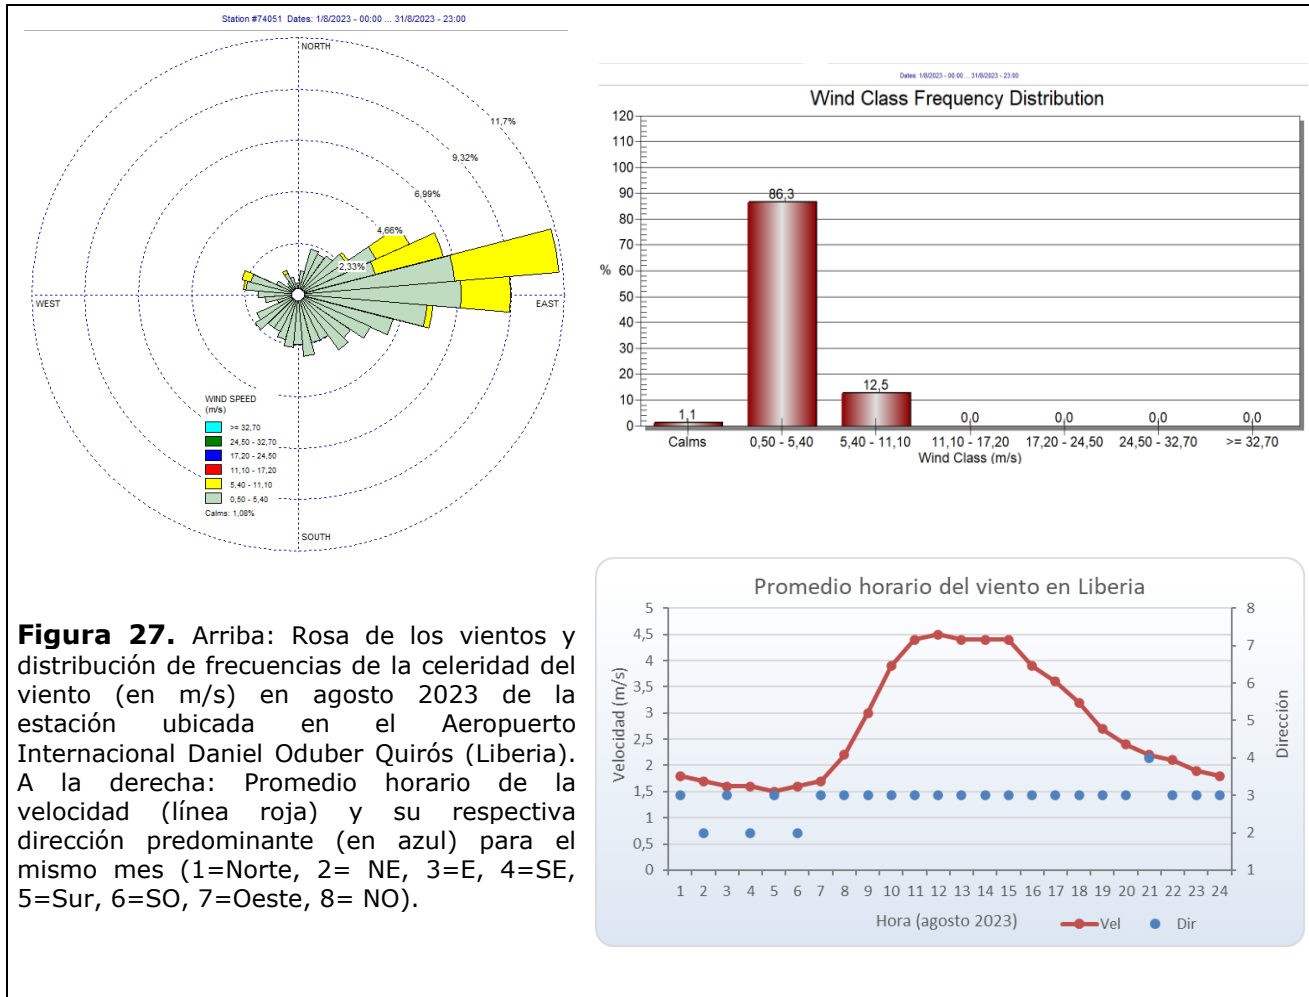 Station #74051 Dates: 1/8/2023 - 00:00 ... 31/8/2023 - 23:00
NORTH
11,7%
9,32%
6,99%
4,66%
2,33%
WEST
EAST
SOUTH
WIND SPEED
(m/s)
>= 32,70
24,50 - 32,70
17,20 - 24,50
11,10 - 17,20
5,40 - 11,10
0,50 - 5,40
Calms: 1,08%
Dates: 1/8/2023 - 00:00 ... 31/8/2023 - 23:00
Wind Class Frequency Distribution
120
110
100
90
80
70
60
50
40
30
20
10
0
%
1,1
86,3
12,5
0,0
0,0
0,0
0,0
Calms 0,50 - 5,40 5,40 - 11,10 11,10 - 17,20 17,20 - 24,50 24,50 - 32,70 >= 32,70
Wind Class (m/s)
Figura 27. Arriba: Rosa de los vientos y
distribución de frecuencias de la celeridad del
viento (en m/s) en agosto 2023 de la
estación ubicada en el Aeropuerto
Internacional Daniel Oduber Quirós (Liberia).
A la derecha: Promedio horario de la
velocidad (línea roja) y su respectiva
dirección predominante (en azul) para el
mismo mes (1=Norte, 2= NE, 3=E, 4=SE,
5=Sur, 6=SO, 7=Oeste, 8= NO).
Promedio horario del viento en Liberia
5
4,5
4
3,5
3
2,5
2
1,5
1
0,5
0
Velocidad (m/s)
8
7
6
5
4
3
2
1
Dirección
1 2 3 4 5 6 7 8 9 10 11 12 13 14 15 16 17 18 19 20 21 22 23 24
Hora (agosto 2023)
Vel
Dir